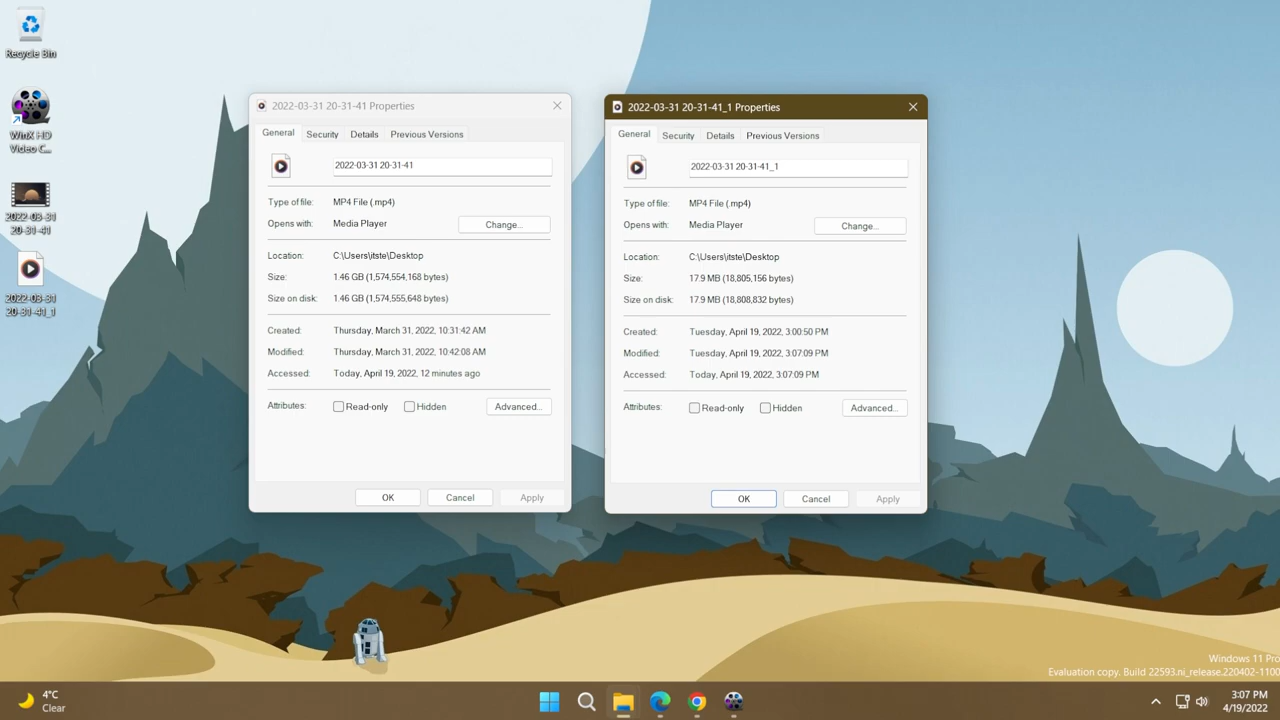 Recycle Bin
WinX HD
Video C...
2022-03-31
20-31-41
2022-03-31
20-31-41_1
2022-03-31 20-31-41 Properties
General Security Details Previous Versions
2022-03-31 20-31-41
Type of file: MP4 File (.mp4)
Opens with: Media Player Change...
Location: C:\Users\itste\Desktop
Size: 1.46 GB (1,574,554,168 bytes)
Size on disk: 1.46 GB (1,574,555,648 bytes)
Created: Thursday, March 31, 2022, 10:31:42 AM
Modified: Thursday, March 31, 2022, 10:42:08 AM
Accessed: Today, April 19, 2022, 12 minutes ago
Attributes: Read-only Hidden Advanced...
OK Cancel Apply
2022-03-31 20-31-41_1 Properties
General Security Details Previous Versions
2022-03-31 20-31-41_1
Type of file: MP4 File (.mp4)
Opens with: Media Player Change...
Location: C:\Users\itste\Desktop
Size: 17.9 MB (18,805,156 bytes)
Size on disk: 17.9 MB (18,808,832 bytes)
Created: Tuesday, April 19, 2022, 3:00:50 PM
Modified: Tuesday, April 19, 2022, 3:07:09 PM
Accessed: Today, April 19, 2022, 3:07:09 PM
Attributes: Read-only Hidden Advanced...
OK Cancel Apply
Windows 11 Pro
Evaluation copy. Build 22593.ni_release.220402-1100
4°C
Clear
3:07 PM
4/19/2022